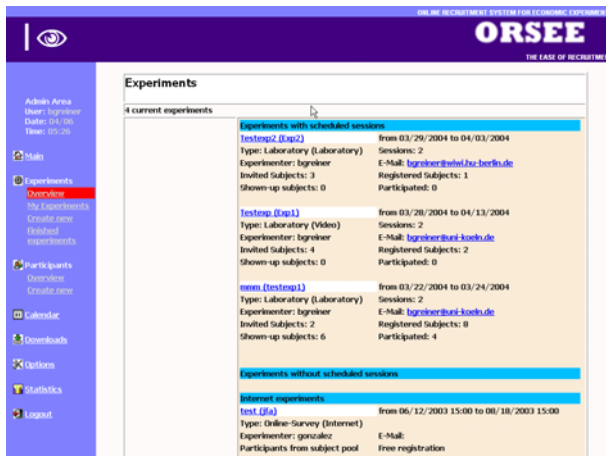 ONLINE RECRUITMENT SYSTEM FOR ECONOMIC EXPERIME
ORSEE
THE EASE OF RECRUITME
Admin Area
User: bgreiner
Date: 04/06
Time: 05:26
Main
Experiments
Overview
My Experiments
Create new
Finished
experiments
Participants
Overview
Create new
Calendar
Downloads
Options
Statistics
Logout
Experiments
4 current experiments
Experiments with scheduled sessions
Testexp2 (Exp2) from 03/29/2004 to 04/03/2004
Type: Laboratory (Laboratory) Sessions: 2
Experimenter: bgreiner E-Mail: bgreiner@wiwi.hu-berlin.de
Invited Subjects: 3 Registered Subjects: 1
Shown-up subjects: 0 Participated: 0
Testexp (Exp1) from 03/28/2004 to 04/13/2004
Type: Laboratory (Video) Sessions: 2
Experimenter: bgreiner E-Mail: bgreiner@uni-koeln.de
Invited Subjects: 4 Registered Subjects: 2
Shown-up subjects: 0 Participated: 0
mmm (testexp1) from 03/22/2004 to 03/24/2004
Type: Laboratory (Laboratory) Sessions: 2
Experimenter: bgreiner E-Mail: bgreiner@uni-koeln.de
Invited Subjects: 2 Registered Subjects: 8
Shown-up subjects: 6 Participated: 4
Experiments without scheduled sessions
Internet experiments
test (jfa) from 06/12/2003 15:00 to 08/18/2003 15:00
Type: Online-Survey (Internet)
Experimenter: gonzalez E-Mail:
Participants from subject pool Free registration